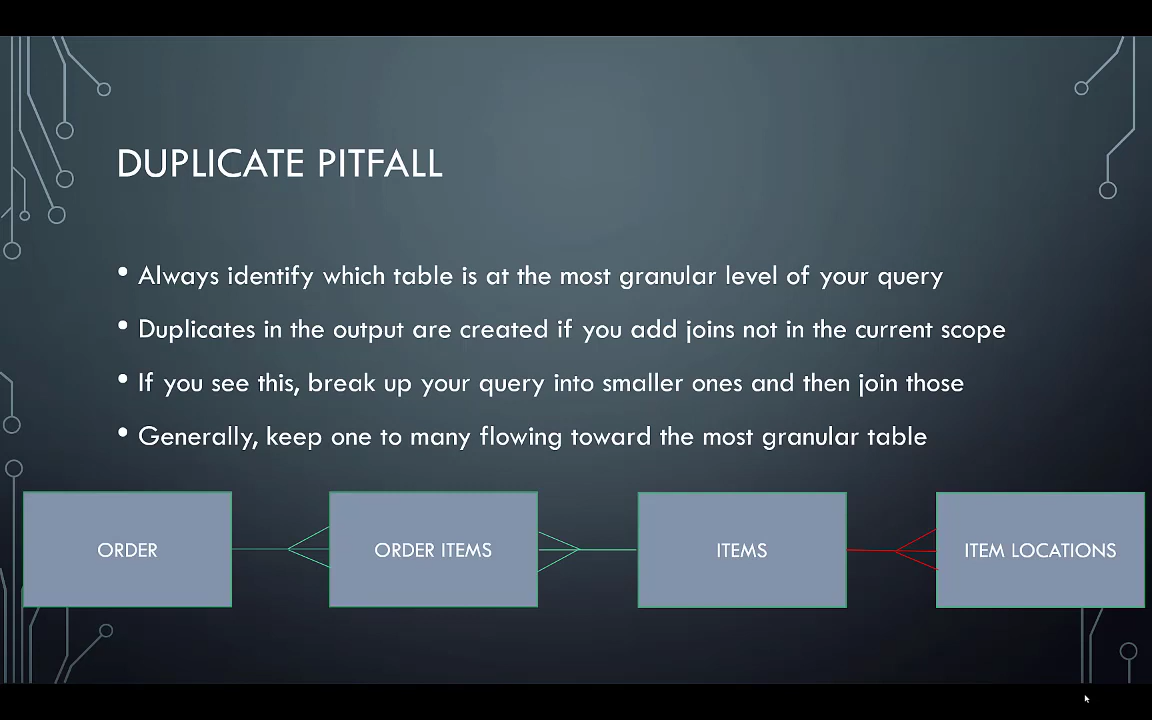 DUPLICATE PITFALL
• Always identify which table is at the most granular level of your query
• Duplicates in the output are created if you add joins not in the current scope
• If you see this, break up your query into smaller ones and then join those
• Generally, keep one to many flowing toward the most granular table
ORDER
ORDER ITEMS
ITEMS
ITEM LOCATIONS